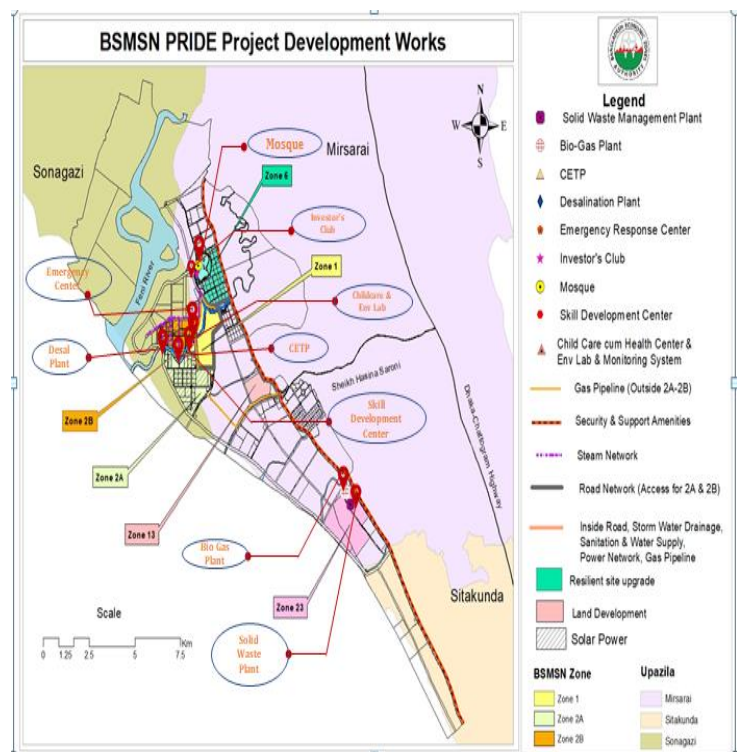 BSMSN PRIDE Project Development Works
N
W
E
S
Mirsarai
Sonagazi
Mosque
Zone 6
Investor's
Club
Feni River
Emergency
Center
Zone 1
Childcare &
Env Lab
Desal
Plant
CETP
Sheikh Hasina Saroni
Dhaka-Chattogram Highway
Zone 2B
Skill
Development
Center
Zone 2A
Zone 13
Bio Gas
Plant
Zone 23
Sitakunda
Scale
Km
0 1.25 2.5 5 7.5
Solid
Waste
Plant
BANGLADESH ECONOMIC ZONES
AUTHORITY
Legend
Solid Waste Management Plant
Bio-Gas Plant
CETP
Desalination Plant
Emergency Response Center
Investor's Club
Mosque
Skill Development Center
Child Care cum Health Center &
Env Lab & Monitoring System
Gas Pipeline (Outside 2A-2B)
Security & Support Amenities
Steam Network
Road Network (Access for 2A & 2B)
Inside Road, Storm Water Drainage,
Sanitation & Water Supply,
Power Network, Gas Pipeline
Resilient site upgrade
Land Development
Solar Power
BSMSN Zone
Zone 1
Zone 2A
Zone 2B
Upazila
Mirsarai
Sitakunda
Sonagazi